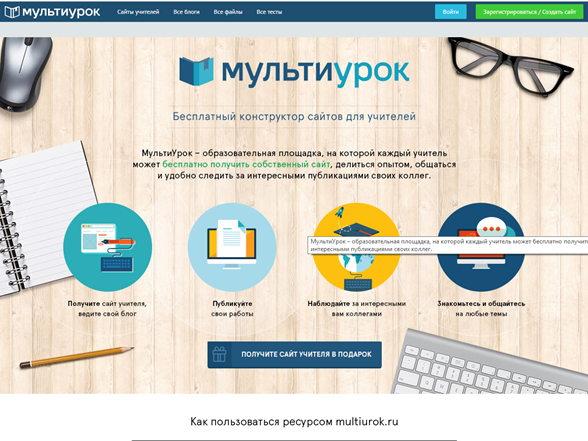 мультиурок
Сайты учителей
Все блоги
Все файлы
Все тесты
Войти
Зарегистрироваться / Создать сайт
мультиурок
Бесплатный конструктор сайтов для учителей
МультиУрок – образовательная площадка, на которой каждый учитель
может бесплатно получить собственный сайт, делиться опытом, общаться
и удобно следить за интересными публикациями своих коллег.
МультиУрок – образовательная площадка, на которой каждый учитель может бесплатно получить
интересными публикациями своих коллег.
Получите сайт учителя,
ведите свой блог
Публикуйте
свои работы
Наблюдайте за интересными
вам коллегами
Знакомьтесь и общайтесь
на любые темы
ПОЛУЧИТЕ САЙТ УЧИТЕЛЯ В ПОДАРОК
Как пользоваться ресурсом multiurok.ru